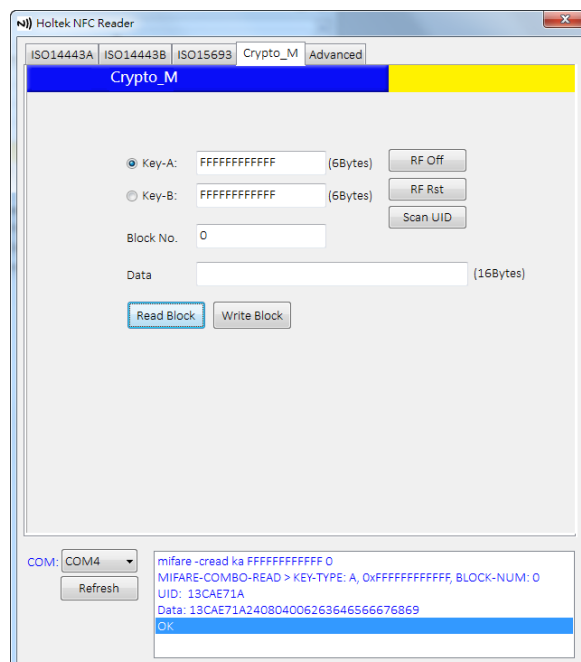 Holtek NFC Reader
x
ISO14443A ISO14443B ISO15693 Crypto_M Advanced
Crypto_M
Key-A: FFFFFFFFFFFF (6Bytes) RF Off
Key-B: FFFFFFFFFFFF (6Bytes) RF Rst
Scan UID
Block No. 0
Data (16Bytes)
Read Block Write Block
COM: COM4
Refresh
mifare -cread ka FFFFFFFFFFFF 0
MIFARE-COMBO-READ > KEY-TYPE: A, 0xFFFFFFFFFFFF, BLOCK-NUM: 0
UID: 13CAE71A
Data: 13CAE71A240804006263646566676869
OK